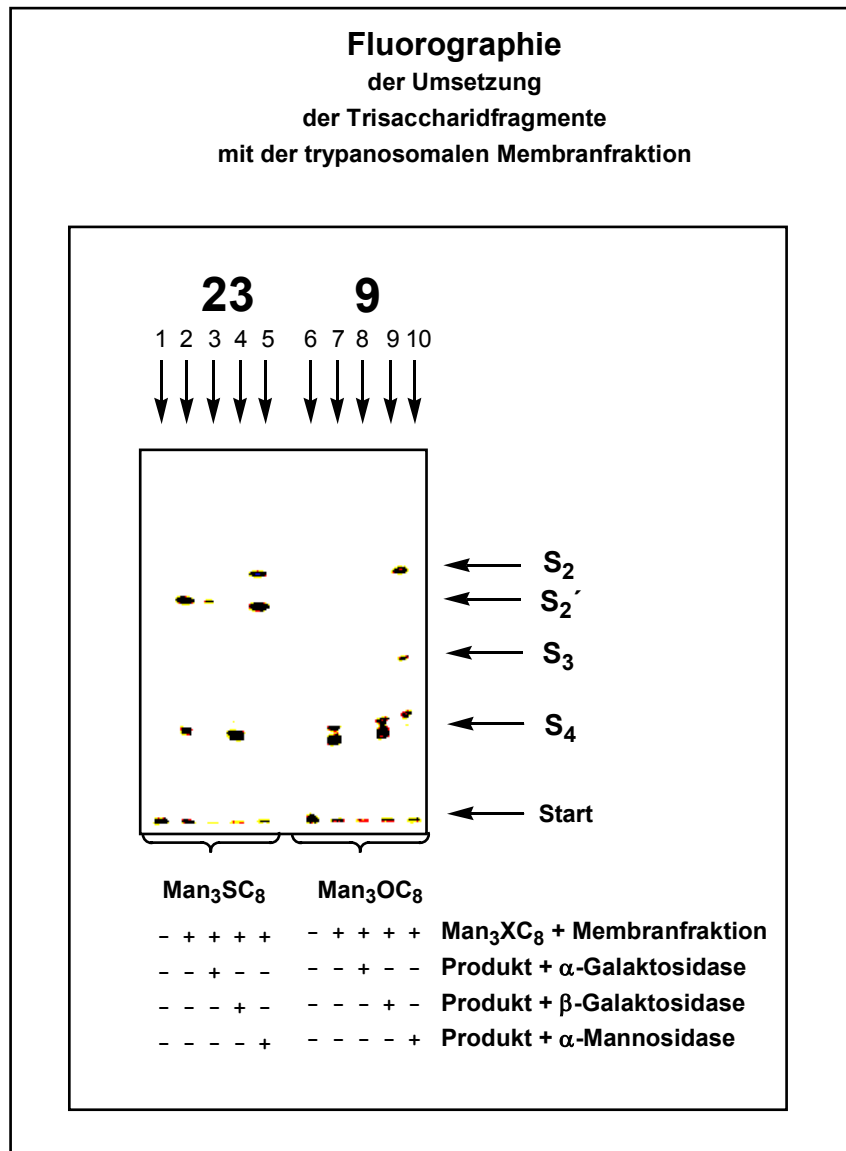 Fluorographie
der Umsetzung
der Trisaccharidfragmente
mit der trypanosomalen Membranfraktion
23 9
1 2 3 4 5 6 7 8 9 10
S₂
S₂´
S₃
S₄
Start
Man₃SC₈ Man₃OC₈
– + + + + – + + + + Man₃XC₈ + Membranfraktion
– – + – – – – + – – Produkt + α-Galaktosidase
– – – + – – – – + – Produkt + β-Galaktosidase
– – – – + – – – – + Produkt + α-Mannosidase